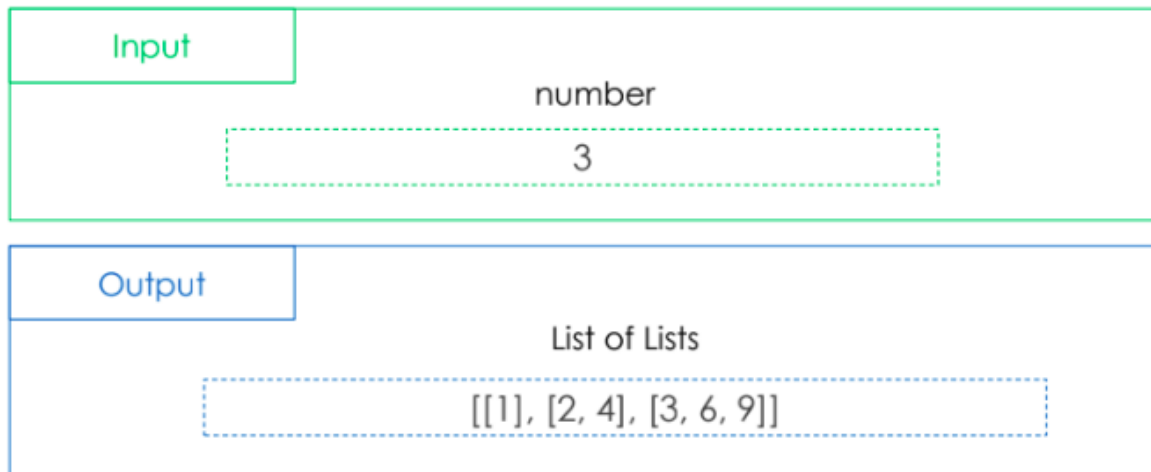 Input
number
3
Output
List of Lists
[[1], [2, 4], [3, 6, 9]]